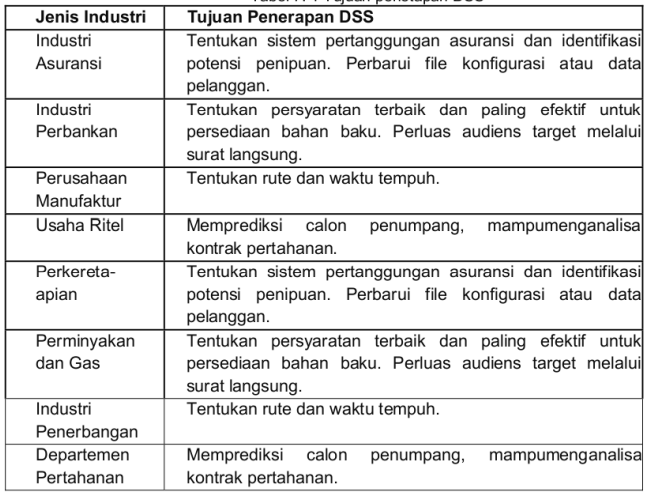 Jenis Industri Tujuan Penerapan DSS
Industri Tentukan sistem pertanggungan asuransi dan identifikasi
Asuransi potensi penipuan. Perbarui file konfigurasi atau data
pelanggan.
Industri Tentukan persyaratan terbaik dan paling efektif untuk
Perbankan persediaan bahan baku. Perluas audiens target melalui
surat langsung.
Perusahaan Tentukan rute dan waktu tempuh.
Manufaktur
Usaha Ritel Memprediksi calon penumpang, mampumenganalisa
kontrak pertahanan.
Perkereta- Tentukan sistem pertanggungan asuransi dan identifikasi
apian potensi penipuan. Perbarui file konfigurasi atau data
pelanggan.
Perminyakan Tentukan persyaratan terbaik dan paling efektif untuk
dan Gas persediaan bahan baku. Perluas audiens target melalui
surat langsung.
Industri Tentukan rute dan waktu tempuh.
Penerbangan
Departemen Memprediksi calon penumpang, mampumenganalisa
Pertahanan kontrak pertahanan.